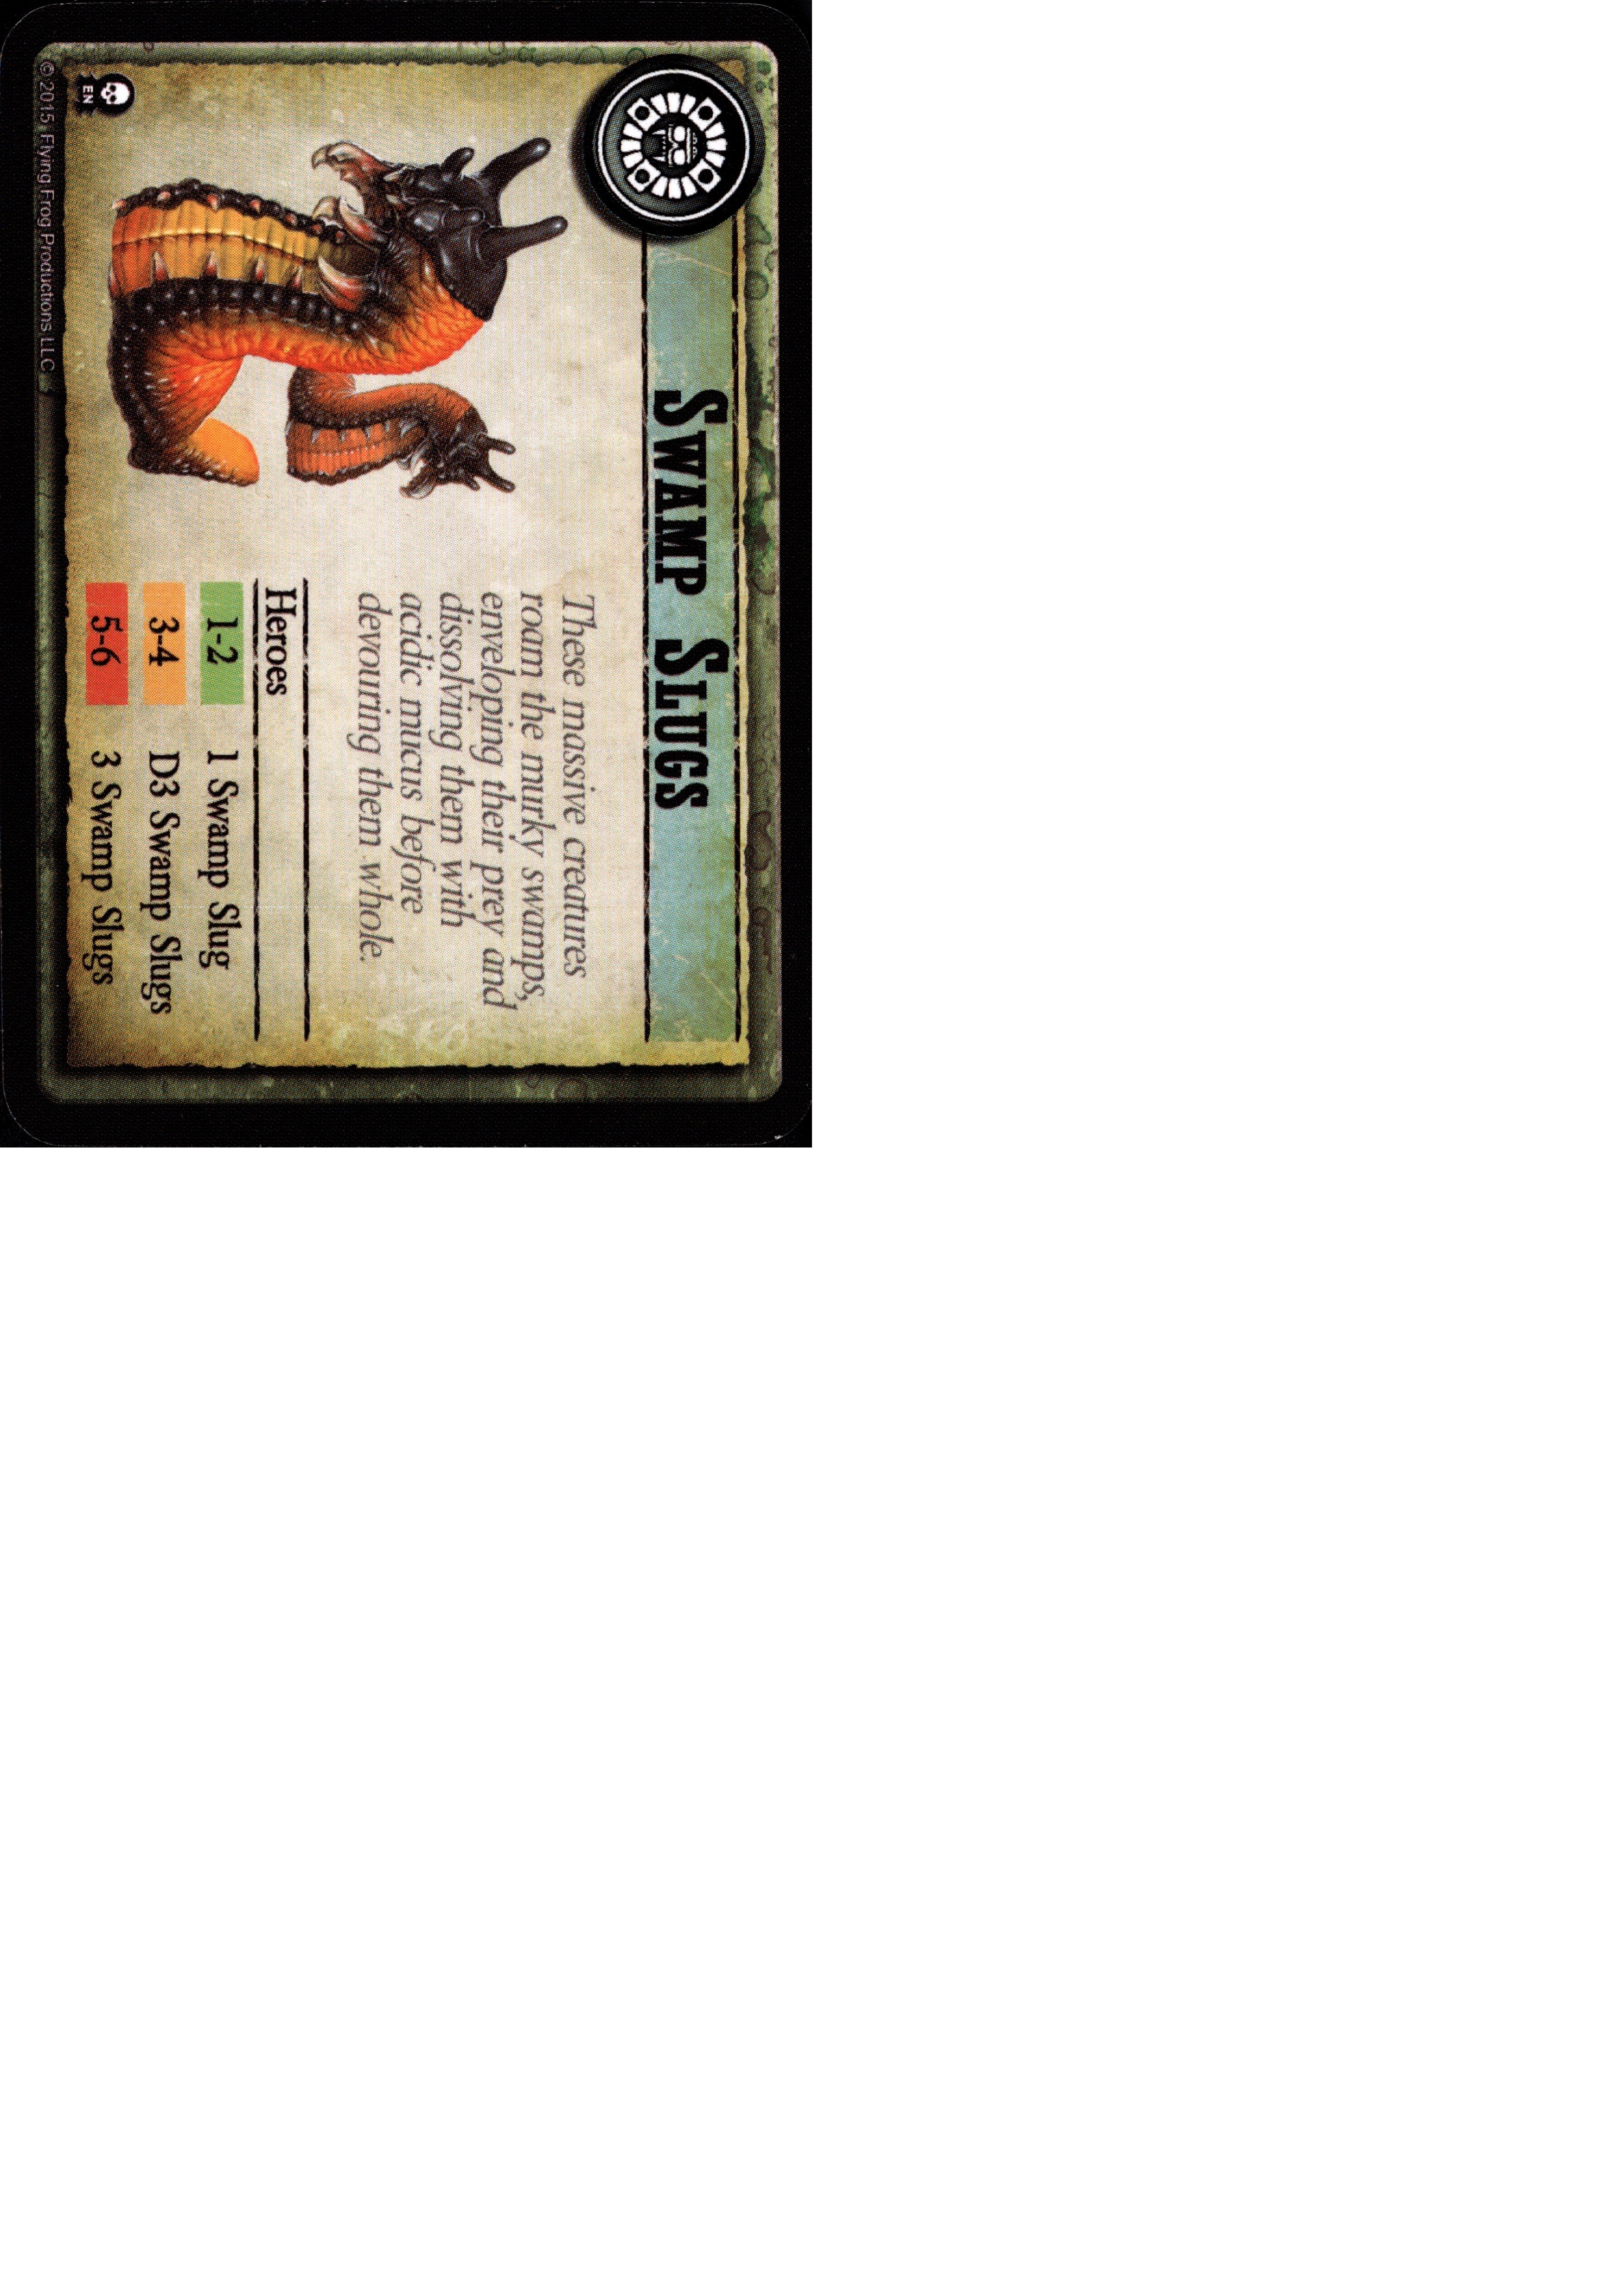 Swamp Slugs
These massive creatures
roam the murky swamps,
enveloping their prey and
dissolving them with
acidic mucus before
devouring them whole.
Heroes
1-2 1 Swamp Slug
3-4 D3 Swamp Slugs
5-6 3 Swamp Slugs
EN
©2015 Flying Frog Productions LLC